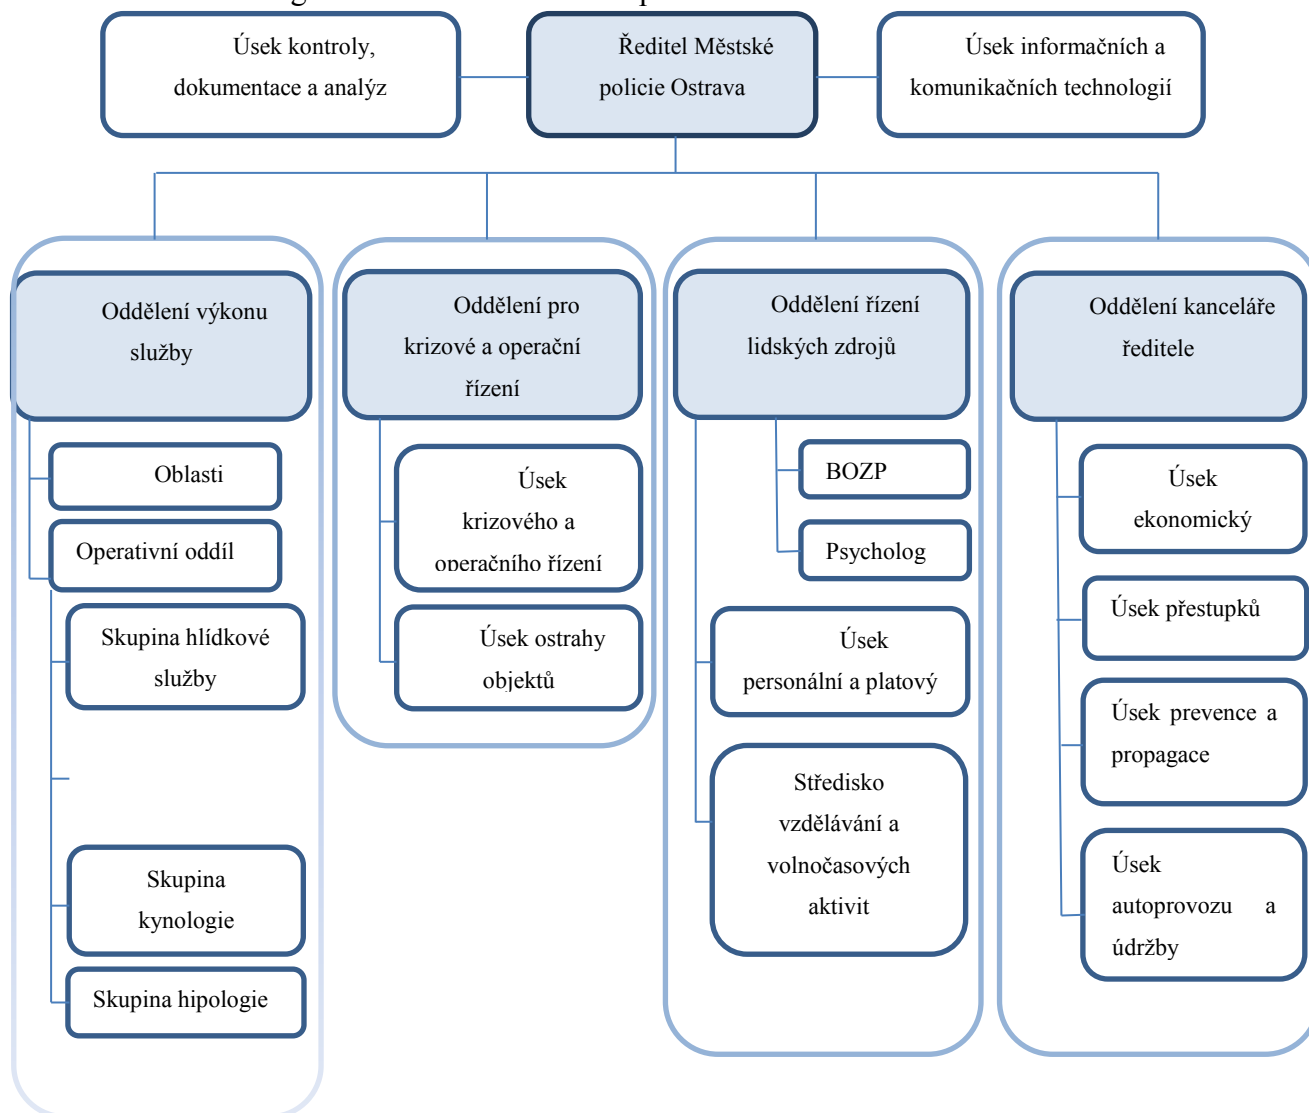 Úsek kontroly,
dokumentace a analýz
Ředitel Městské
policie Ostrava
Úsek informačních a
komunikačních technologií
Oddělení výkonu
služby
Oblasti
Operativní oddíl
Skupina hlídkové
služby
Skupina
kynologie
Skupina hipologie
Oddělení pro
krizové a operační
řízení
Úsek
krizového a
operačního řízení
Úsek ostrahy
objektů
Oddělení řízení
lidských zdrojů
BOZP
Psycholog
Úsek
personální a platový
Středisko
vzdělávání a
volnočasových
aktivit
Oddělení kanceláře
ředitele
Úsek
ekonomický
Úsek přestupků
Úsek prevence a
propagace
Úsek
autoprovozu a
údržby